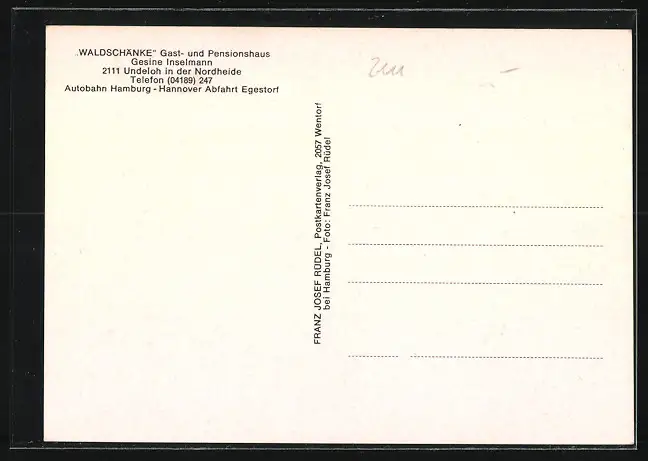 „WALDSCHÄNKE" Gast- und Pensionshaus
Gesine Inselmann
2111 Undeloh in der Nordheide
Telefon (04189) 247
Autobahn Hamburg - Hannover Abfahrt Egestorf
2111 –
FRANZ JOSEF RÜDEL, Postkartenverlag, 2057 Wentorf
bei Hamburg - Foto: Franz Josef Rüdel